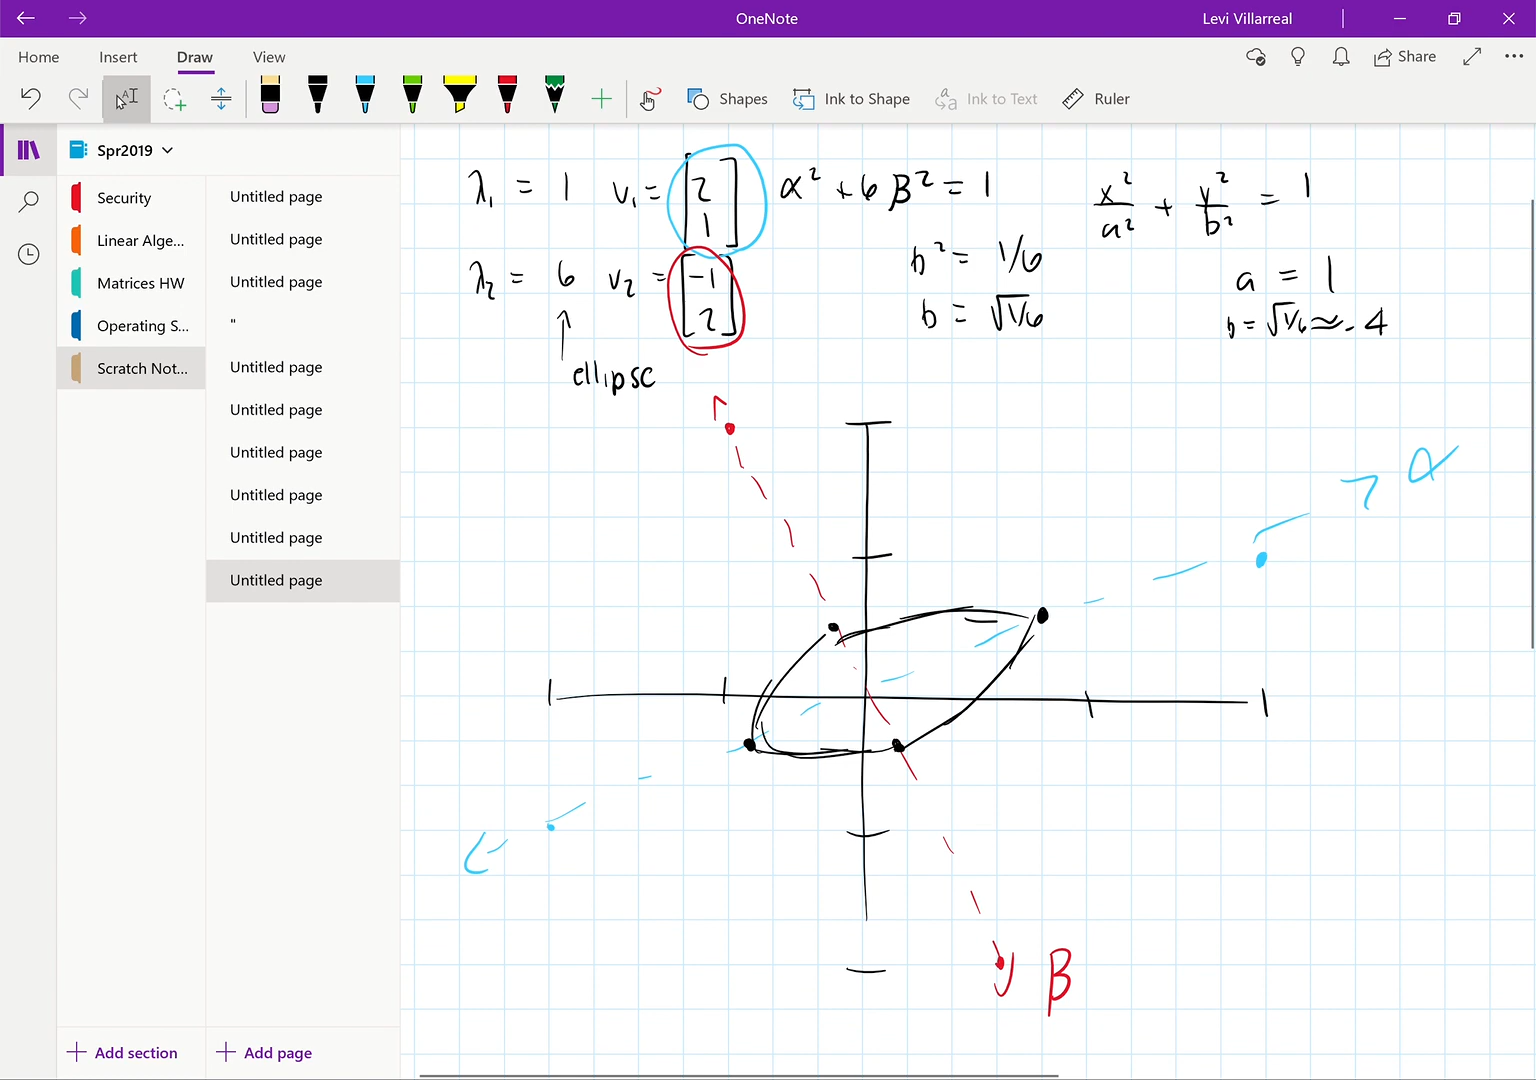 OneNote
Levi Villarreal
Home Insert Draw View
Share
Shapes Ink to Shape Ink to Text Ruler
Spr2019
Security
Linear Alge...
Matrices HW
Operating S...
Scratch Not...
Add section
Untitled page
Untitled page
Untitled page
"
Untitled page
Untitled page
Untitled page
Untitled page
Untitled page
Untitled page
Add page
λ₁ = 1 v₁ = [2 1] α² + 6β² = 1 x²/a² + y²/b² = 1
λ₂ = 6 v₂ = [-1 2] b² = 1/6 a = 1
b = √1/6 b = √1/6 ≈ .4
ellipse
α
β